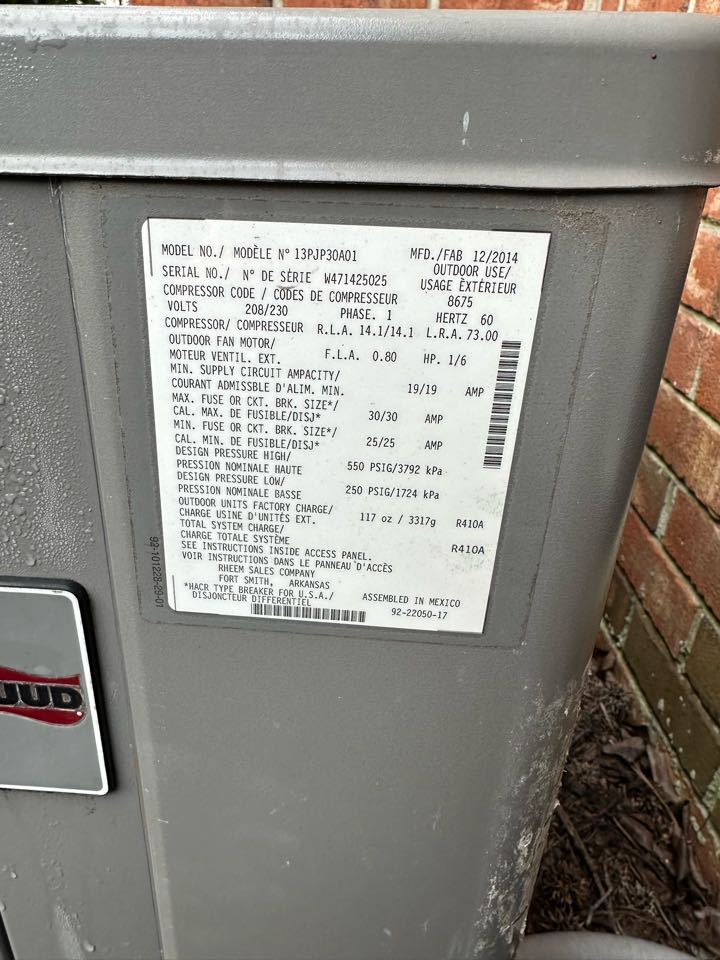 MODEL NO./ MODÈLE N° 13PJP30A01 MFD./FAB 12/2014
SERIAL NO./ N° DE SÉRIE W471425025 OUTDOOR USE/
USAGE EXTÉRIEUR
COMPRESSOR CODE / CODES DE COMPRESSEUR 8675
VOLTS 208/230 PHASE. 1 HERTZ 60
COMPRESSOR/ COMPRESSEUR R.L.A. 14.1/14.1 L.R.A. 73.00
OUTDOOR FAN MOTOR/
MOTEUR VENTIL. EXT. F.L.A. 0.80 HP. 1/6
MIN. SUPPLY CIRCUIT AMPACITY/
COURANT ADMISSBLE D'ALIM. MIN. 19/19 AMP
MAX. FUSE OR CKT. BRK. SIZE*/
CAL. MAX. DE FUSIBLE/DISJ* 30/30 AMP
MIN. FUSE OR CKT. BRK. SIZE*/
CAL. MIN. DE FUSIBLE/DISJ* 25/25 AMP
DESIGN PRESSURE HIGH/
PRESSION NOMINALE HAUTE 550 PSIG/3792 kPa
DESIGN PRESSURE LOW/
PRESSION NOMINALE BASSE 250 PSIG/1724 kPa
OUTDOOR UNITS FACTORY CHARGE/
CHARGE USINE D'UNITÉS EXT. 117 oz / 3317g R410A
TOTAL SYSTEM CHARGE/
CHARGE TOTALE SYSTÈME R410A
SEE INSTRUCTIONS INSIDE ACCESS PANEL.
VOIR INSTRUCTIONS DANS LE PANNEAU D'ACCÈS
RHEEM SALES COMPANY
FORT SMITH, ARKANSAS
*HACR TYPE BREAKER FOR U.S.A./ ASSEMBLED IN MEXICO
DISJONCTEUR DIFFERENTIEL 92-22050-17
92-101228-29-01
UUD